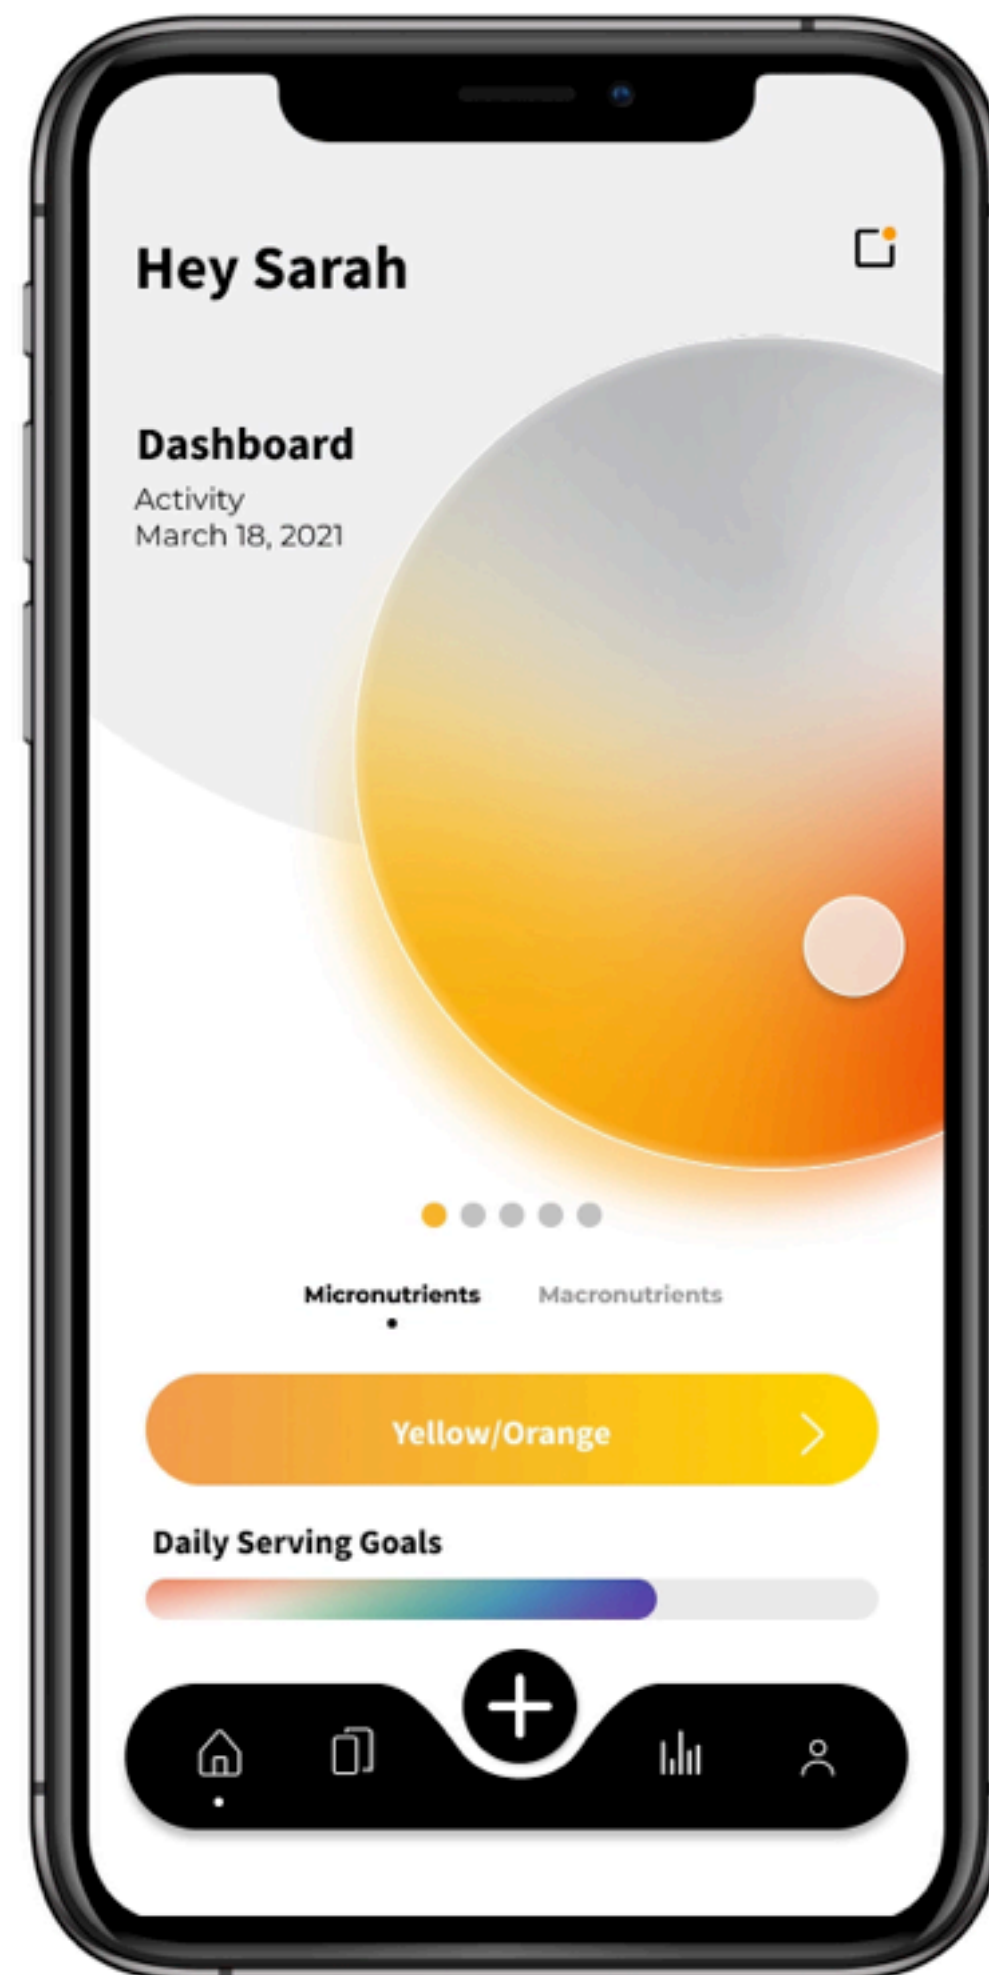 Hey Sarah
Dashboard
Activity
March 18, 2021
Micronutrients Macronutrients
Yellow/Orange
Daily Serving Goals